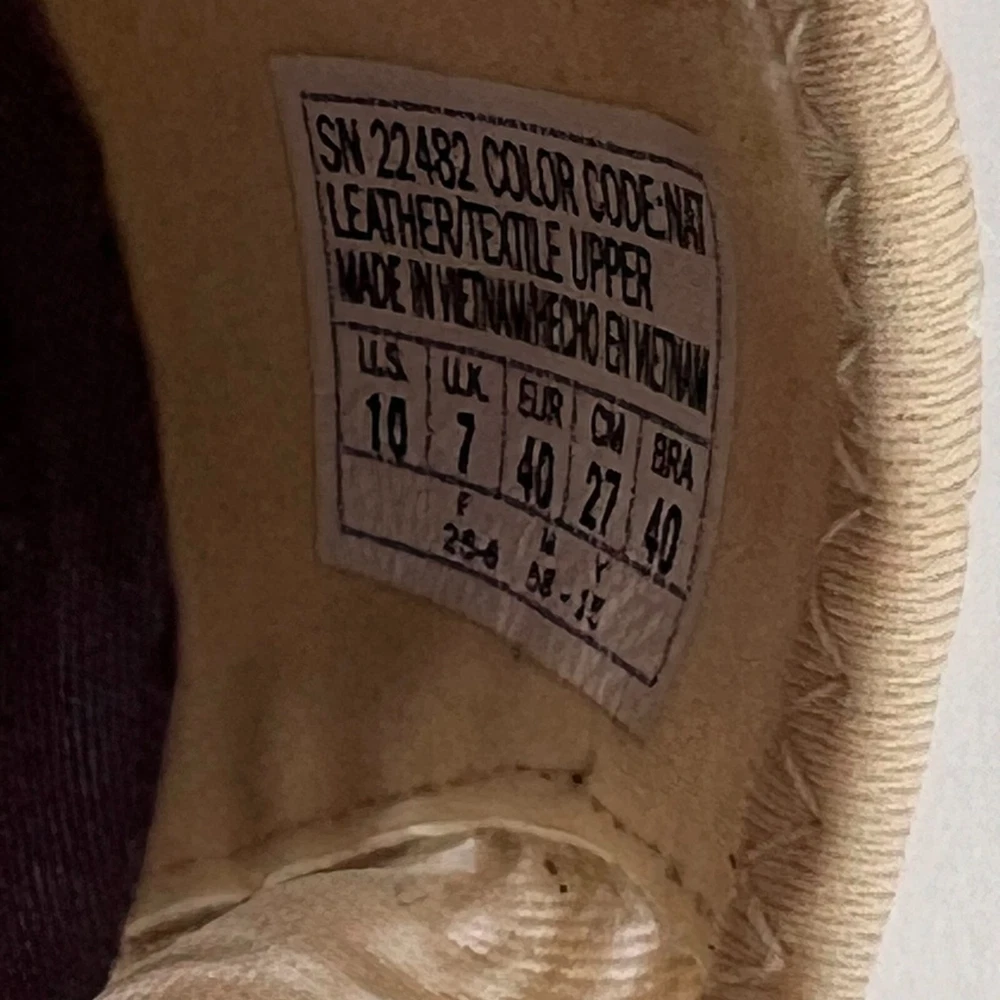 SN 22482 COLOR CODE:NAT
LEATHER/TEXTILE UPPER
MADE IN VIETNAM/HECHO EN VIETNAM
U.S. U.K. EUR CM BRA
10 7 40 27 40
F M Y